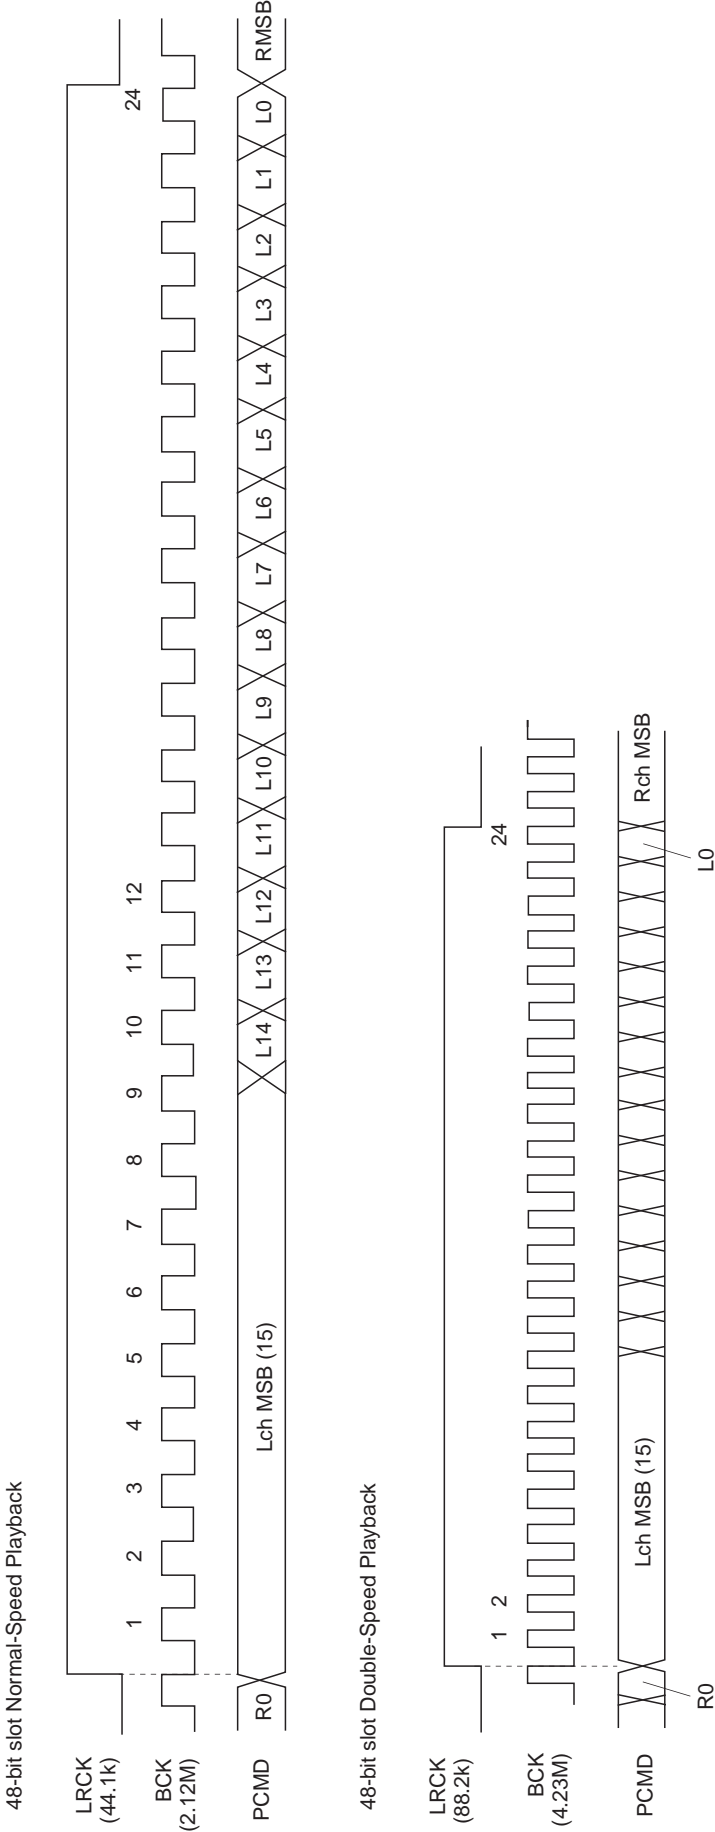 48-bit slot Normal-Speed Playback
LRCK
(44.1k)
1 2 3 4 5 6 7 8 9 10 11 12 24
BCK
(2.12M)
PCMD
R0 Lch MSB (15) L14 L13 L12 L11 L10 L9 L8 L7 L6 L5 L4 L3 L2 L1 L0 RMSB
48-bit slot Double-Speed Playback
LRCK
(88.2k)
1 2 24
BCK
(4.23M)
PCMD
Lch MSB (15) Rch MSB
R0 L0